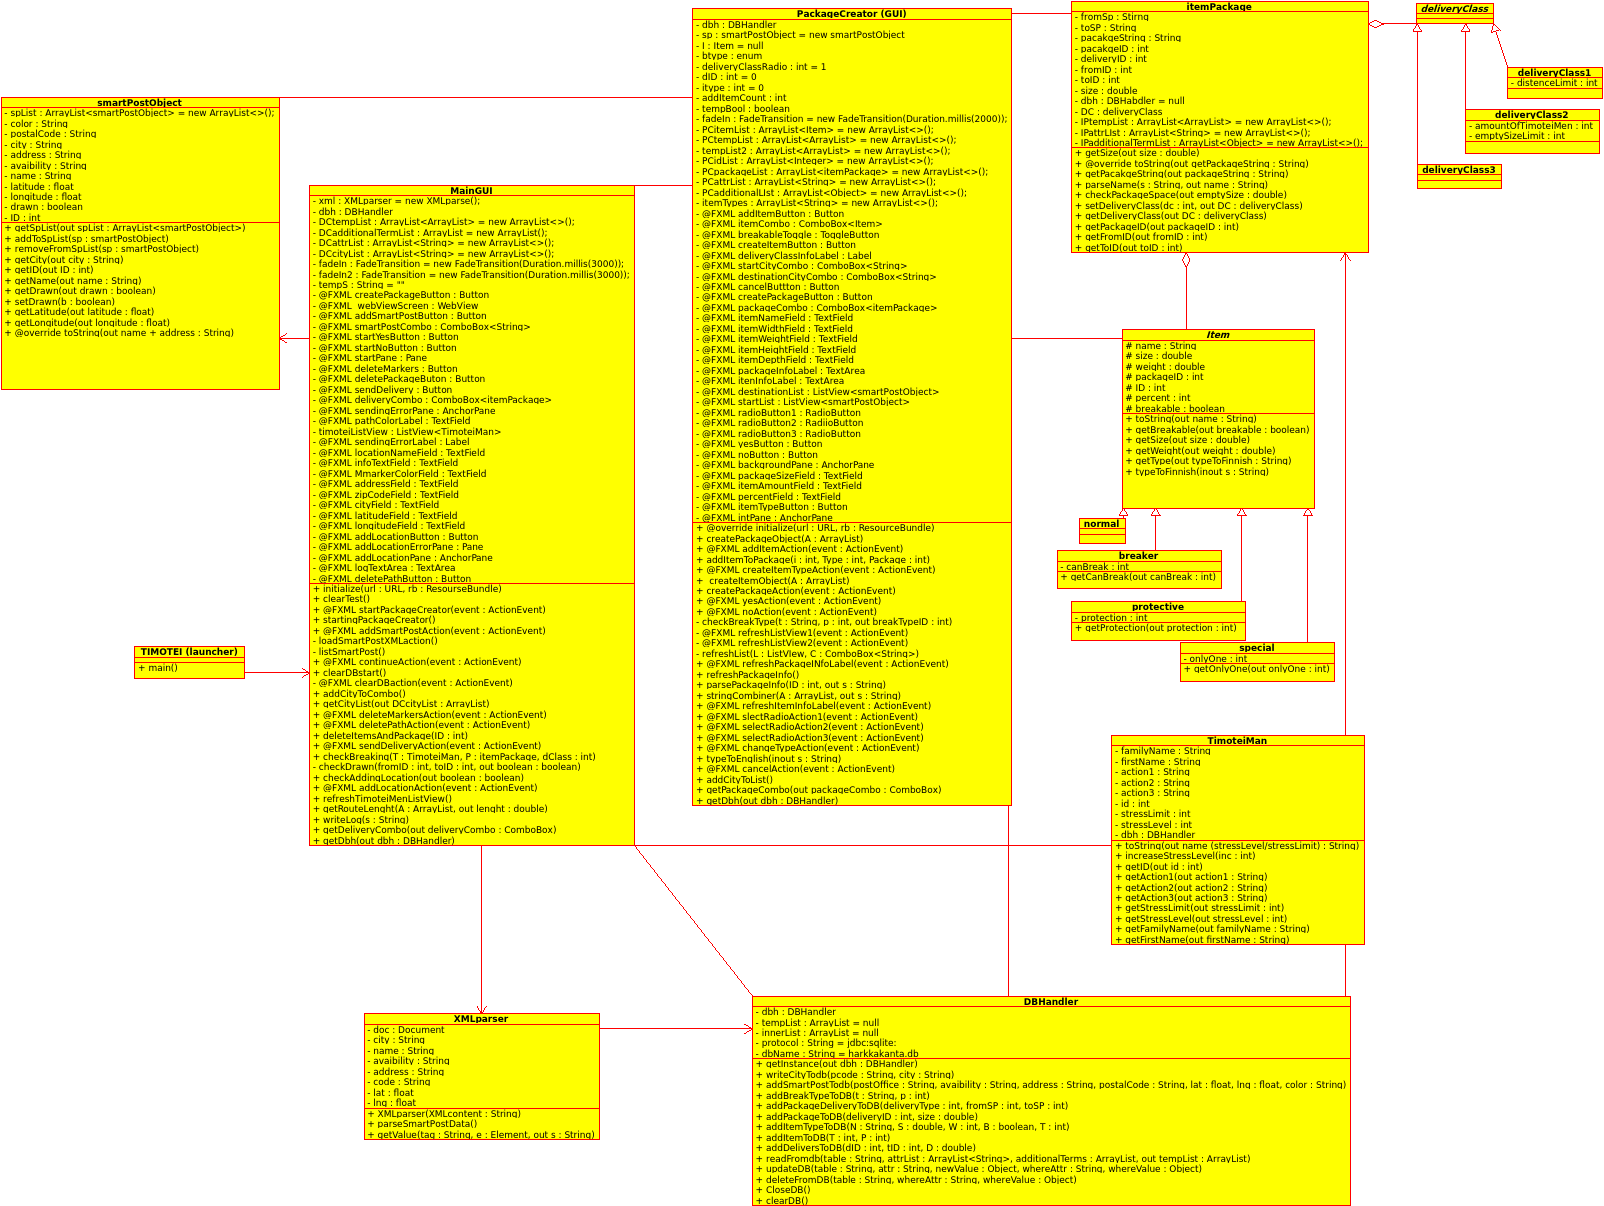 smartPostObject
- spList : ArrayList<smartPostObject> = new ArrayList<>();
- color : String
- postalCode : String
- city : String
- address : String
- avaibility : String
- name : String
- latitude : float
- longitude : float
- drawn : boolean
- ID : int
+ getSpList(out spList : ArrayList<smartPostObject>)
+ addToSpList(sp : smartPostObject)
+ removeFromSpList(sp : smartPostObject)
+ getCity(out city : String)
+ getID(out ID : int)
+ getName(out name : String)
+ getDrawn(out drawn : boolean)
+ setDrawn(b : boolean)
+ getLatitude(out latitude : float)
+ getLongitude(out longitude : float)
+ @override toString(out name + address : String)
TIMOTEI (launcher)
+ main()
MainGUI
- xml : XMLparser = new XMLparse();
- dbh : DBHandler
- DCtempList : ArrayList<ArrayList> = new ArrayList<>();
- DCadditionalTermList : ArrayList = new ArrayList();
- DCattrList : ArrayList<String> = new ArrayList<>();
- DCcityList : ArrayList<String> = new ArrayList<>();
- fadeIn : FadeTransition = new FadeTransition(Duration.millis(3000));
- fadeIn2 : FadeTransition = new FadeTransition(Duration.millis(3000));
- tempS : String = ""
- @FXML createPackageButton : Button
- @FXML  webViewScreen : WebView
- @FXML addSmartPostButton : Button
- @FXML smartPostCombo : ComboBox<String>
- @FXML startYesButton : Button
- @FXML startNoButton : Button
- @FXML startPane : Pane
- @FXML deleteMarkers : Button
- @FXML deletePackageButon : Button
- @FXML sendDelivery : Button
- @FXML deliveryCombo : ComboBox<itemPackage>
- @FXML sendingErrorPane : AnchorPane
- @FXML pathColorLabel : TextField
- timoteiListView : ListView<TimoteiMan>
- @FXML sendingErrorLabel : Label
- @FXML locationNameField : TextField
- @FXML infoTextField : TextField
- @FXML MmarkerColorField : TextField
- @FXML addressField : TextField
- @FXML zipCodeField : TextField
- @FXML cityField : TextField
- @FXML latitudeField : TextField
- @FXML longitudeField : TextField
- @FXML addLocationButton : Button
- @FXML addLocationErrorPane : Pane
- @FXML addLocationPane : AnchorPane
- @FXML logTextArea : TextArea
- @FXML deletePathButton : Button
+ initialize(url : URL, rb : ResourseBundle)
+ clearTest()
+ @FXML startPackageCreator(event : ActionEvent)
+ startingPackageCreator()
+ @FXML addSmartPostAction(event : ActionEvent)
- loadSmartPostXMLaction()
- listSmartPost()
+ @FXML continueAction(event : ActionEvent)
+ clearDBstart()
- @FXML clearDBaction(event : ActionEvent)
+ addCityToCombo()
+ getCityList(out DCcityList : ArrayList)
+ @FXML deleteMarkersAction(event : ActionEvent)
+ @FXML deletePathAction(event : ActionEvent)
+ deleteItemsAndPackage(ID : int)
+ @FXML sendDeliveryAction(event : ActionEvent)
+ checkBreaking(T : TimoteiMan, P : itemPackage, dClass : int)
- checkDrawn(fromID : int, toID : int, out boolean : boolean)
+ checkAddingLocation(out boolean : boolean)
+ @FXML addLocationAction(event : ActionEvent)
+ refreshTimoteiMenListView()
+ getRouteLenght(A : ArrayList, out lenght : double)
+ writeLog(s : String)
+ getDeliveryCombo(out deliveryCombo : ComboBox)
+ getDbh(out dbh : DBHandler)
PackageCreator (GUI)
- dbh : DBHandler
- sp : smartPostObject = new smartPostObject
- I : Item = null
- btype : enum
- deliveryClassRadio : int = 1
- dID : int = 0
- itype : int = 0
- addItemCount : int
- tempBool : boolean
- fadeIn : FadeTransition = new FadeTransition(Duration.millis(2000));
- PCitemList : ArrayList<Item> = new ArrayList<>();
- PCtempList : ArrayList<ArrayList> = new ArrayList<>();
- tempList2 : ArrayList<ArrayList> = new ArrayList<>();
- PCidList : ArrayList<Integer> = new ArrayList<>();
- PCpackageList : ArrayList<itemPackage> = new ArrayList<>();
- PCattrList : ArrayList<String> = new ArrayList<>();
- PCadditionalLIst : ArrayList<Object> = new ArrayList<>();
- itemTypes : ArrayList<String> = new ArrayList<>();
- @FXML addItemButton : Button
- @FXML itemCombo : ComboBox<Item>
- @FXML breakableToggle : ToggleButton
- @FXML createItemButton : Button
- @FXML deliveryClassInfoLabel : Label
- @FXML startCityCombo : ComboBox<String>
- @FXML destinationCityCombo : ComboBox<String>
- @FXML cancelButtton : Button
- @FXML createPackageButton : Button
- @FXML packageCombo : ComboBox<itemPackage>
- @FXML itemNameField : TextField
- @FXML itemWidthField : TextField
- @FXML itemWeightField : TextField
- @FXML itemHeightField : TextField
- @FXML itemDepthField : TextField
- @FXML packageInfoLabel : TextArea
- @FXML itenInfoLabel : TextArea
- @FXML destinationList : ListView<smartPostObject>
- @FXML startList : ListView<smartPostObject>
- @FXML radioButton1 : RadioButton
- @FXML radioButton2 : RadiioButton
- @FXML radioButton3 : RadioButton
- @FXML yesButton : Button
- @FXML noButton : Button
- @FXML backgroundPane : AnchorPane
- @FXML packageSizeField : TextField
- @FXML itemAmountField : TextField
- @FXML percentField : TextField
- @FXML itemTypeButton : Button
- @FXML intPane : AnchorPane
+ @override initialize(url : URL, rb : ResourceBundle)
+ createPackageObject(A : ArrayList)
+ @FXML addItemAction(event : ActionEvent)
+ addItemToPackage(i : int, Type : int, Package : int)
+ @FXML createItemTypeAction(event : ActionEvent)
+  createItemObject(A : ArrayList)
+ createPackageAction(event : ActionEvent)
+ @FXML yesAction(event : ActionEvent)
+ @FXML noAction(event : ActionEvent)
- checkBreakType(t : String, p : int, out breakTypeID : int)
- @FXML refreshListView1(event : ActionEvent)
- @FXML refreshListView2(event : ActionEvent)
- refreshList(L : ListVIew, C : ComboBox<String>)
+ @FXML refreshPackageINfoLabel(event : ActionEvent)
+ refreshPackageInfo()
+ parsePackageInfo(ID : int, out s : String)
+ stringCombiner(A : ArrayList, out s : String)
+ @FXML refreshItemInfoLabel(event : ActionEvent)
+ @FXML slectRadioAction1(event : ActionEvent)
+ @FXML selectRadioAction2(event : ActionEvent)
+ @FXML selectRadioAction3(event : ActionEvent)
+ @FXML changeTypeAction(event : ActionEvent)
+ typeToEnglish(inout s : String)
+ @FXML cancelAction(event : ActionEvent)
+ addCityToList()
+ getPackageCombo(out packageCombo : ComboBox)
+ getDbh(out dbh : DBHandler)
itemPackage
- fromSp : Stirng
- toSP : String
- pacakgeString : String
- pacakgeID : int
- deliveryID : int
- fromID : int
- toID : int
- size : double
- dbh : DBHabdler = null
- DC : deliveryClass
- IPtempList : ArrayList<ArrayList> = new ArrayList<>();
- IPattrLIst : ArrayList<String> = new ArrayList<>();
- IPadditionalTermList : ArrayList<Object> = new ArrayList<>();
+ getSize(out size : double)
+ @override toString(out getPackageString : String)
+ getPacakgeString(out packageString : String)
+ parseName(s : String, out name : String)
+ checkPackageSpace(out emptySize : double)
+ setDeliveryClass(dc : int, out DC : deliveryClass)
+ getDeliveryClass(out DC : deliveryClass)
+ getPackageID(out packageID : int)
+ getFromID(out fromID : int)
+ getToID(out toID : int)
deliveryClass
deliveryClass1
- distenceLimit : int
deliveryClass2
- amountOfTimoteiMen : int
- emptySizeLimit : int
deliveryClass3
Item
# name : String
# size : double
# weight : double
# packageID : int
# ID : int
# percent : int
# breakable : boolean
+ toString(out name : String)
+ getBreakable(out breakable : boolean)
+ getSize(out size : double)
+ getWeight(out weight : double)
+ getType(out typeToFinnish : String)
+ typeToFinnish(inout s : String)
normal
breaker
- canBreak : int
+ getCanBreak(out canBreak : int)
protective
- protection : int
+ getProtection(out protection : int)
special
- onlyOne : int
+ getOnlyOne(out onlyOne : int)
TimoteiMan
- familyName : String
- firstName : String
- action1 : String
- action2 : String
- action3 : String
- id : int
- stressLimit : int
- stressLevel : int
- dbh : DBHandler
+ toString(out name (stressLevel/stressLimit) : String)
+ increaseStressLevel(inc : int)
+ getID(out id : int)
+ getAction1(out action1 : String)
+ getAction2(out action2 : String)
+ getAction3(out action3 : String)
+ getStressLimit(out stressLimit : int)
+ getStressLevel(out stressLevel : int)
+ getFamilyName(out familyName : String)
+ getFirstName(out firstName : String)
XMLparser
- doc : Document
- city : String
- name : String
- avaibility : String
- address : String
- code : String
- lat : float
- lng : float
+ XMLparser(XMLcontent : String)
+ parseSmartPostData()
+ getValue(tag : String, e : Element, out s : String)
DBHandler
- dbh : DBHandler
- tempList : ArrayList = null
- innerList : ArrayList = null
- protocol : String = jdbc:sqlite:
- dbName : String = harkkakanta.db
+ getInstance(out dbh : DBHandler)
+ writeCityTodb(pcode : String, city : String)
+ addSmartPostTodb(postOffice : String, avaibility : String, address : String, postalCode : String, lat : float, lng : float, color : String)
+ addBreakTypeToDB(t : String, p : int)
+ addPackageDeliveryToDB(deliveryType : int, fromSP : int, toSP : int)
+ addPackageToDB(deliveryID : int, size : double)
+ addItemTypeToDB(N : String, S : double, W : int, B : boolean, T : int)
+ addItemToDB(T : int, P : int)
+ addDeliversToDB(dID : int, tID : int, D : double)
+ readFromdb(table : String, attrList : ArrayList<String>, additionalTerms : ArrayList, out tempList : ArrayList)
+ updateDB(table : String, attr : String, newValue : Object, whereAttr : String, whereValue : Object)
+ deleteFromDB(table : String, whereAttr : String, whereValue : Object)
+ CloseDB()
+ clearDB()